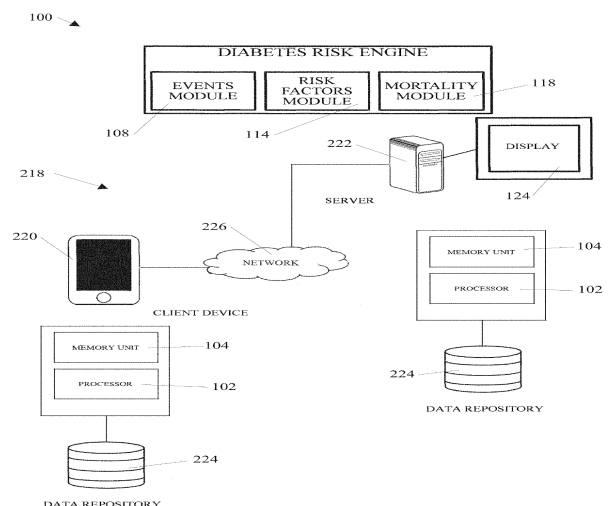 100
DIABETES RISK ENGINE
EVENTS
MODULE
RISK
FACTORS
MODULE
MORTALITY
MODULE
118
108
114
222
DISPLAY
124
218
SERVER
226
220
NETWORK
MEMORY UNIT
104
PROCESSOR
102
CLIENT DEVICE
MEMORY UNIT
104
PROCESSOR
102
224
DATA REPOSITORY
224
DATA REPOSITORY